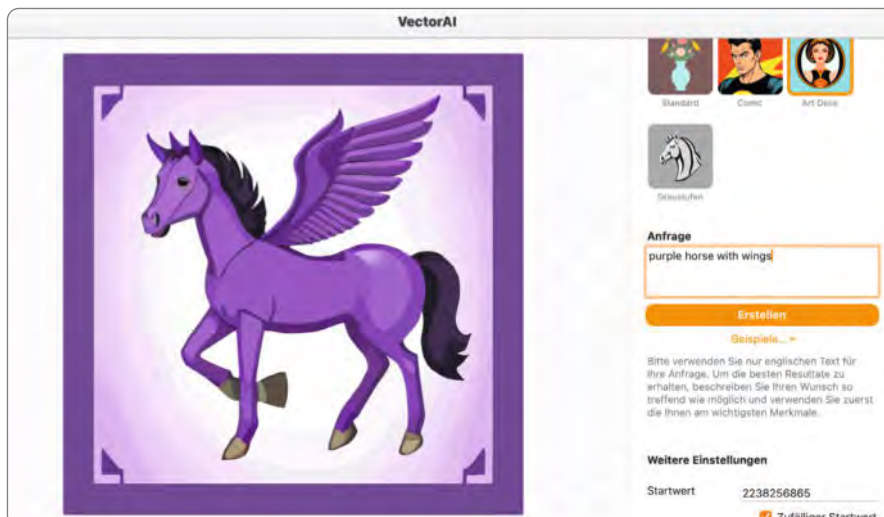 VectorAI
Standard
Comic
Art Deco
Graustufen
Anfrage
purple horse with wings
Erstellen
Beispiele...
Bitte verwenden Sie nur englischen Text für
Ihre Anfrage. Um die besten Resultate zu
erhalten, beschreiben Sie Ihren Wunsch so
treffend wie möglich und verwenden Sie zuerst
die Ihnen am wichtigsten Merkmale.
Weitere Einstellungen
Startwert
2238256865
Zufälliger Startwert